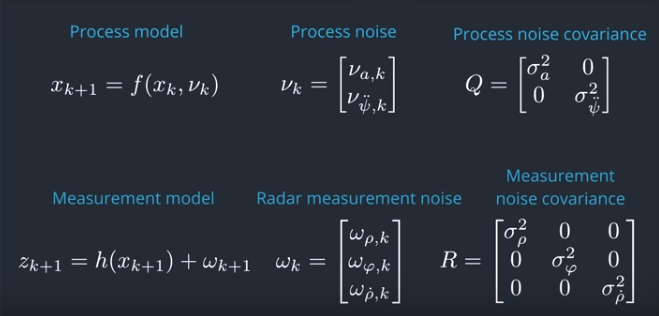 Process model
Process noise
Process noise covariance
x_{k+1} = f(x_k, ν_k)
ν_k = [ν_{a,k}; ν_{ψ̈,k}]
Q = [σ_a^2 0; 0 σ_{ψ̈}^2]
Measurement model
Radar measurement noise
Measurement
noise covariance
z_{k+1} = h(x_{k+1}) + ω_{k+1}
ω_k = [ω_{ρ,k}; ω_{φ,k}; ω_{ρ̇,k}]
R = [σ_ρ^2 0 0; 0 σ_φ^2 0; 0 0 σ_{ρ̇}^2]